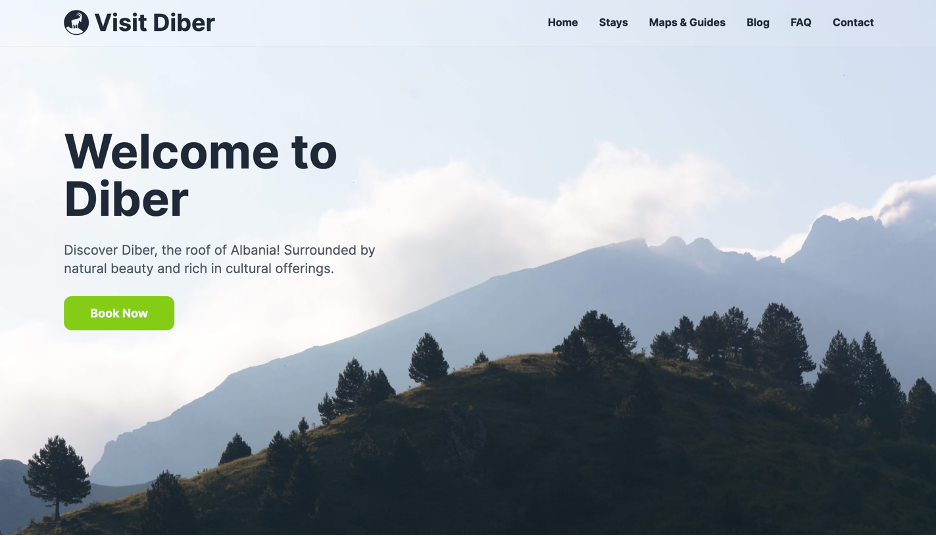 Visit Diber
Home Stays Maps & Guides Blog FAQ Contact
Welcome to
Diber
Discover Diber, the roof of Albania! Surrounded by
natural beauty and rich in cultural offerings.
Book Now